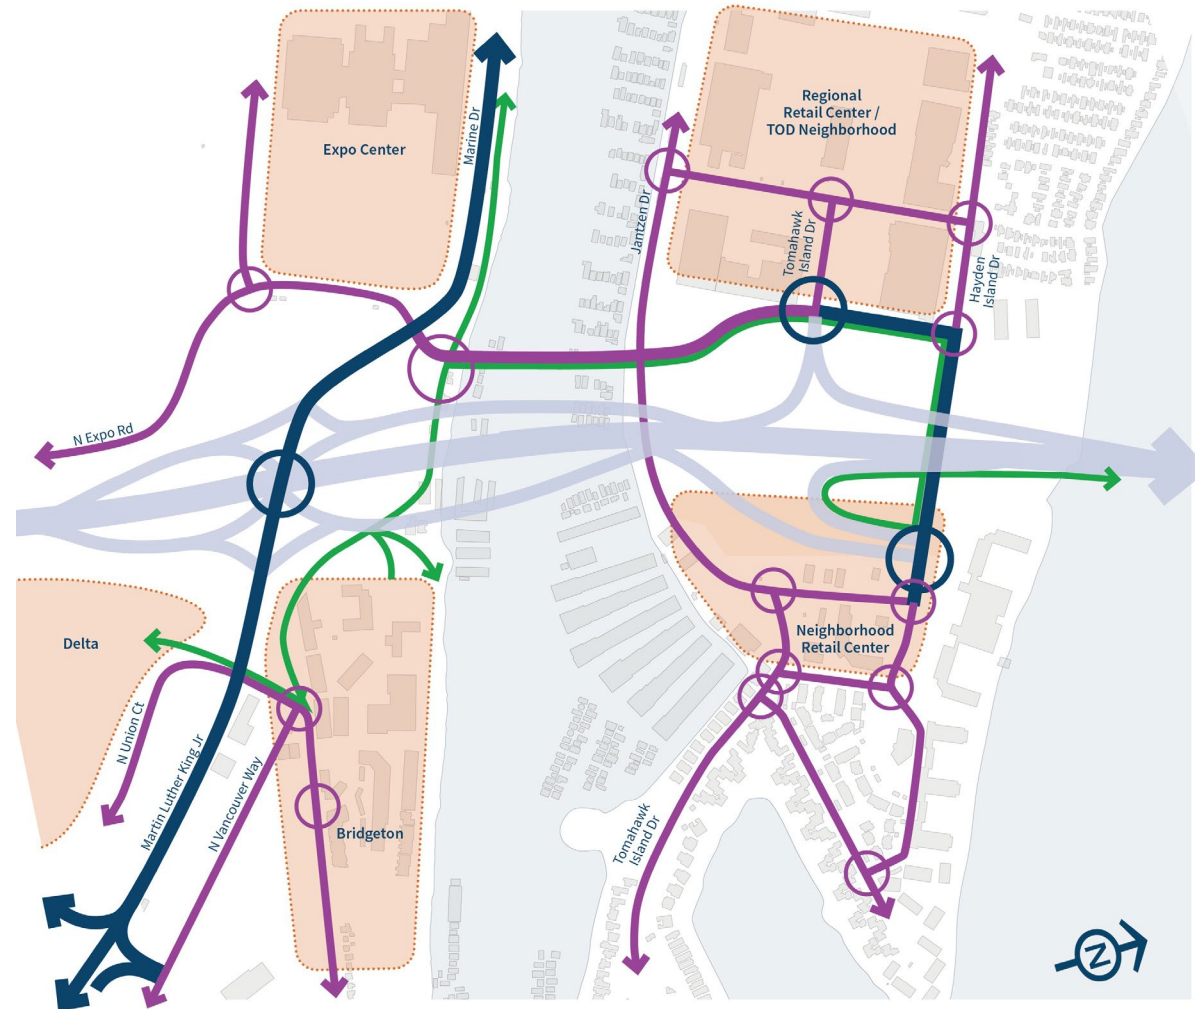 Regional
Retail Center /
TOD Neighborhood
Expo Center
Marine Dr
Jantzen Dr
Tomahawk
Island Dr
Hayden
Island Dr
N Expo Rd
Delta
Neighborhood
Retail Center
N Union Ct
Martin Luther King Jr
N Vancouver Way
Bridgeton
Tomahawk
Island Dr
N